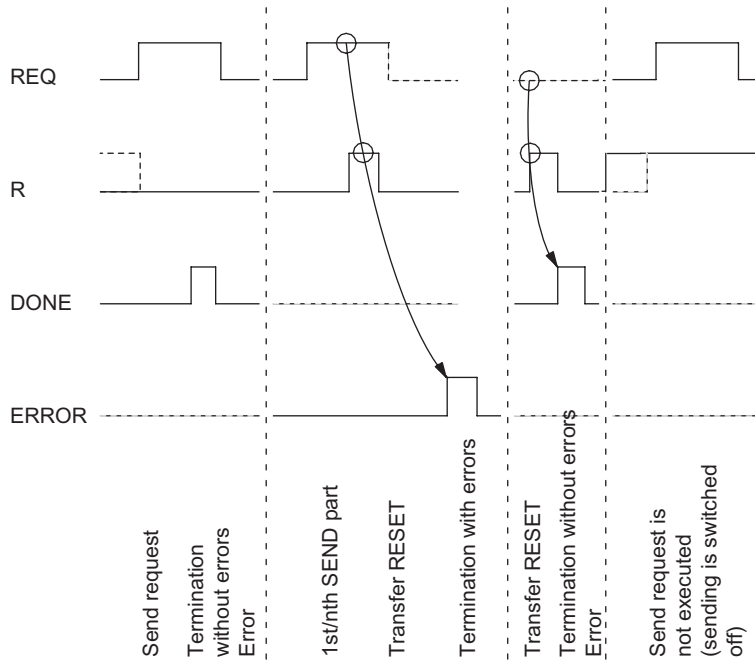 REQ
R
DONE
ERROR
Send request
Termination
without errors
Error
1st/nth SEND part
Transfer RESET
Termination with errors
Transfer RESET
Termination without errors
Error
Send request is
not executed
(sending is switched
off)